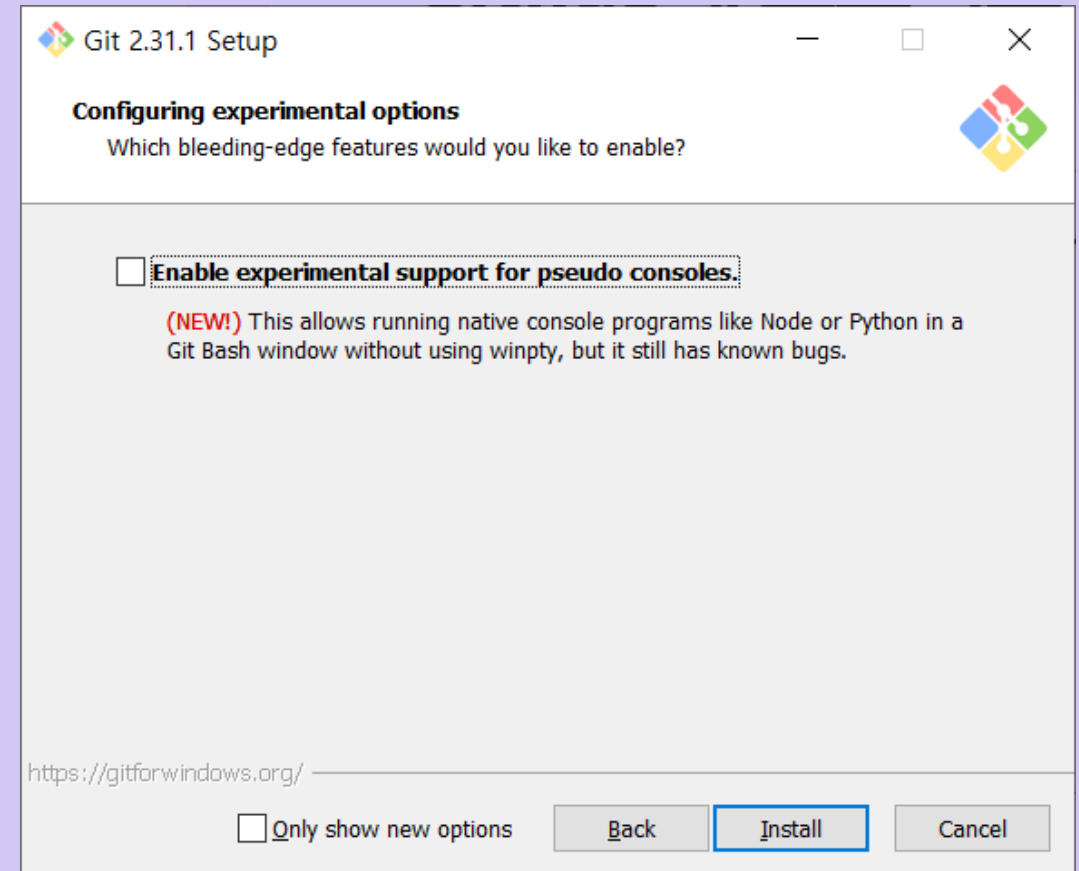 Git 2.31.1 Setup
Configuring experimental options
Which bleeding-edge features would you like to enable?
Enable experimental support for pseudo consoles.
(NEW!) This allows running native console programs like Node or Python in a
Git Bash window without using winpty, but it still has known bugs.
https://gitforwindows.org/
Only show new options
Back
Install
Cancel